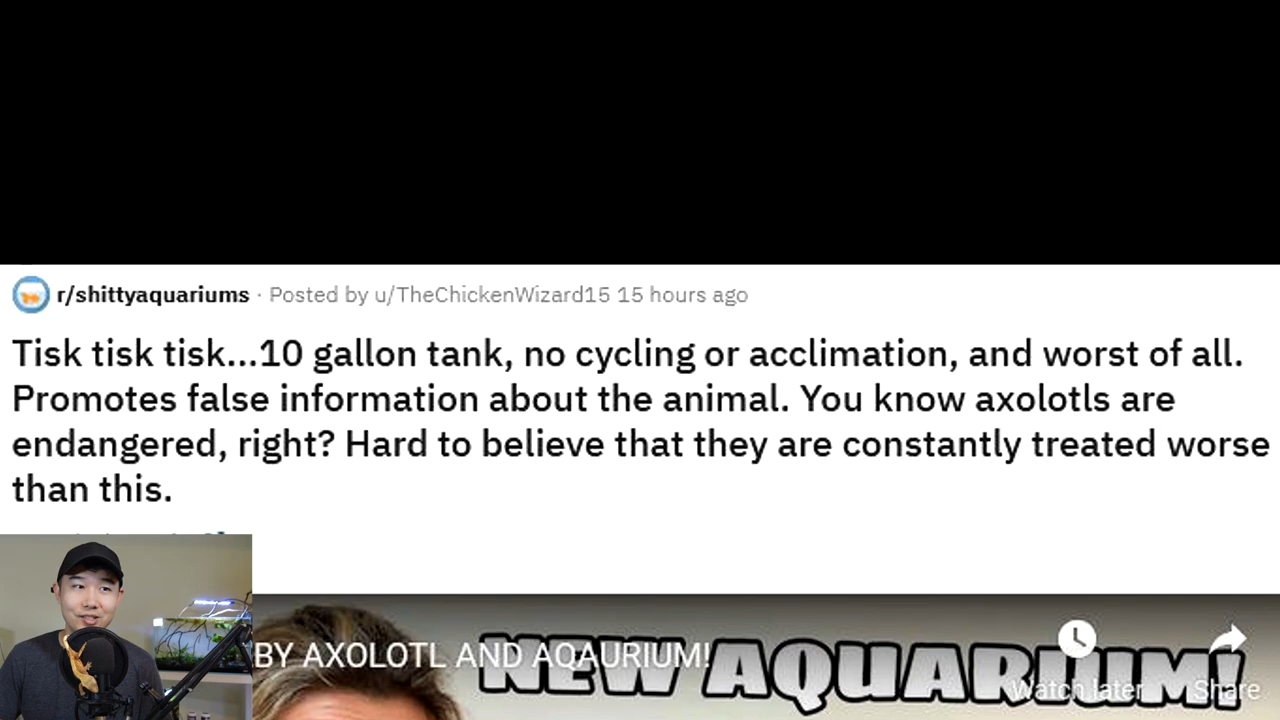 r/shittyaquariums · Posted by u/TheChickenWizard15 15 hours ago
Tisk tisk tisk...10 gallon tank, no cycling or acclimation, and worst of all.
Promotes false information about the animal. You know axolotls are
endangered, right? Hard to believe that they are constantly treated worse
than this.
BY AXOLOTL AND AQAURIUM!
NEW AQUARIUM!
Watch later
Share